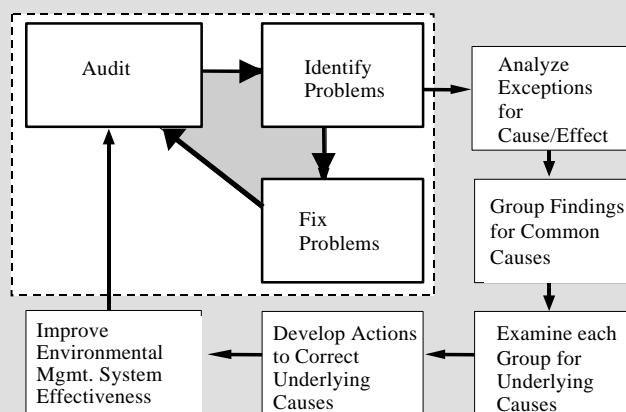 Audit
Identify
Problems
Analyze
Exceptions
for
Cause/Effect
Fix
Problems
Group Findings
for Common
Causes
Improve
Environmental
Mgmt. System
Effectiveness
Develop Actions
to Correct
Underlying
Causes
Examine each
Group for
Underlying
Causes